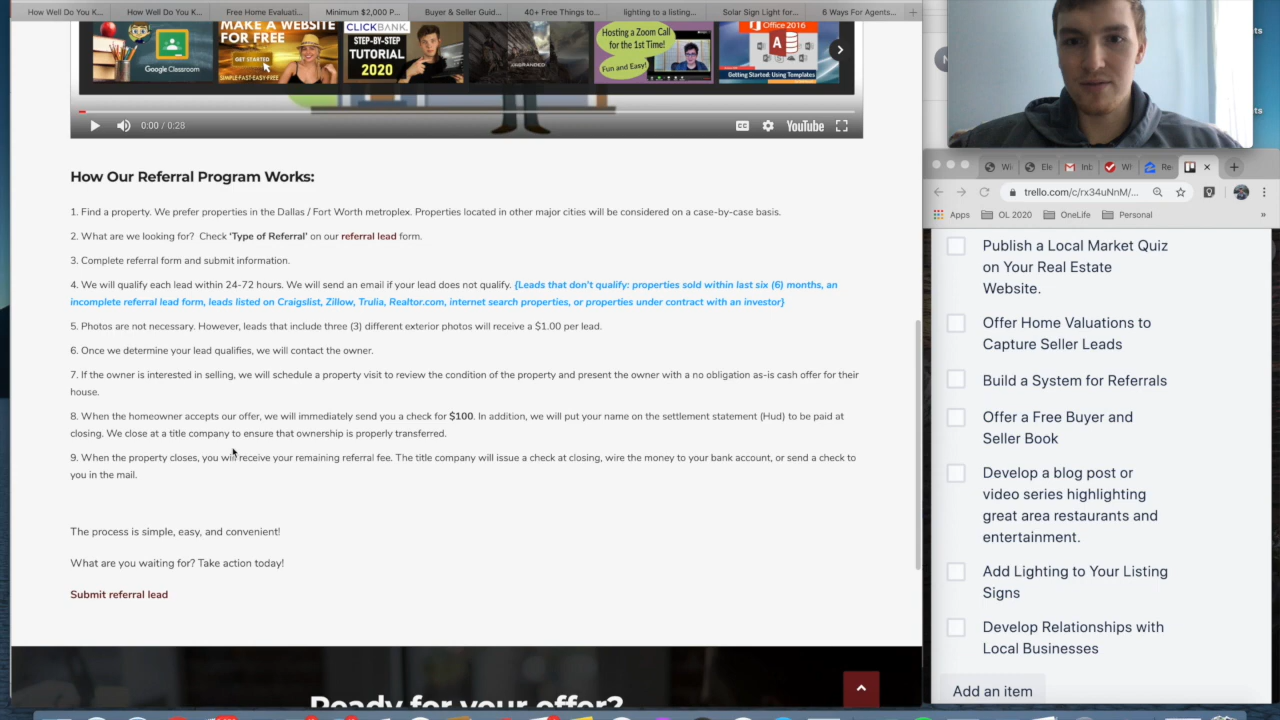 How Well Do You K...
How Well Do You K...
Free Home Evaluati...
Minimum $2,000 P...
Buyer & Seller Guid...
40+ Free Things to...
lighting to a listing...
Solar Sign Light for...
6 Ways For Agents...
Google Classroom
MAKE A WEBSITE
FOR FREE
GET STARTED
SIMPLE-FAST-EASY-FREE
CLICKBANK
STEP-BY-STEP
TUTORIAL
2020
UBGRANDED
Hosting a Zoom Call
for the 1st Time!
Fun and Easy!
Office 2016
Getting Started: Using Templates
0:00 / 0:28
YouTube
How Our Referral Program Works:
1. Find a property. We prefer properties in the Dallas / Fort Worth metroplex. Properties located in other major cities will be considered on a case-by-case basis.
2. What are we looking for? Check 'Type of Referral' on our referral lead form.
3. Complete referral form and submit information.
4. We will qualify each lead within 24-72 hours. We will send an email if your lead does not qualify. {Leads that don't qualify: properties sold within last six (6) months, an
incomplete referral lead form, leads listed on Craigslist, Zillow, Trulia, Realtor.com, internet search properties, or properties under contract with an investor}
5. Photos are not necessary. However, leads that include three (3) different exterior photos will receive a $1.00 per lead.
6. Once we determine your lead qualifies, we will contact the owner.
7. If the owner is interested in selling, we will schedule a property visit to review the condition of the property and present the owner with a no obligation as-is cash offer for their
house.
8. When the homeowner accepts our offer, we will immediately send you a check for $100. In addition, we will put your name on the settlement statement (Hud) to be paid at
closing. We close at a title company to ensure that ownership is properly transferred.
9. When the property closes, you will receive your remaining referral fee. The title company will issue a check at closing, wire the money to your bank account, or send a check to
you in the mail.
The process is simple, easy, and convenient!
What are you waiting for? Take action today!
Submit referral lead
Ready for your offer?
Wi
Ele
Inb
W
Re
trello.com/c/rx34uNnM/...
Apps
OL 2020
OneLife
Personal
»
Publish a Local Market Quiz
on Your Real Estate
Website.
Offer Home Valuations to
Capture Seller Leads
Build a System for Referrals
Offer a Free Buyer and
Seller Book
Develop a blog post or
video series highlighting
great area restaurants and
entertainment.
Add Lighting to Your Listing
Signs
Develop Relationships with
Local Businesses
Add an item